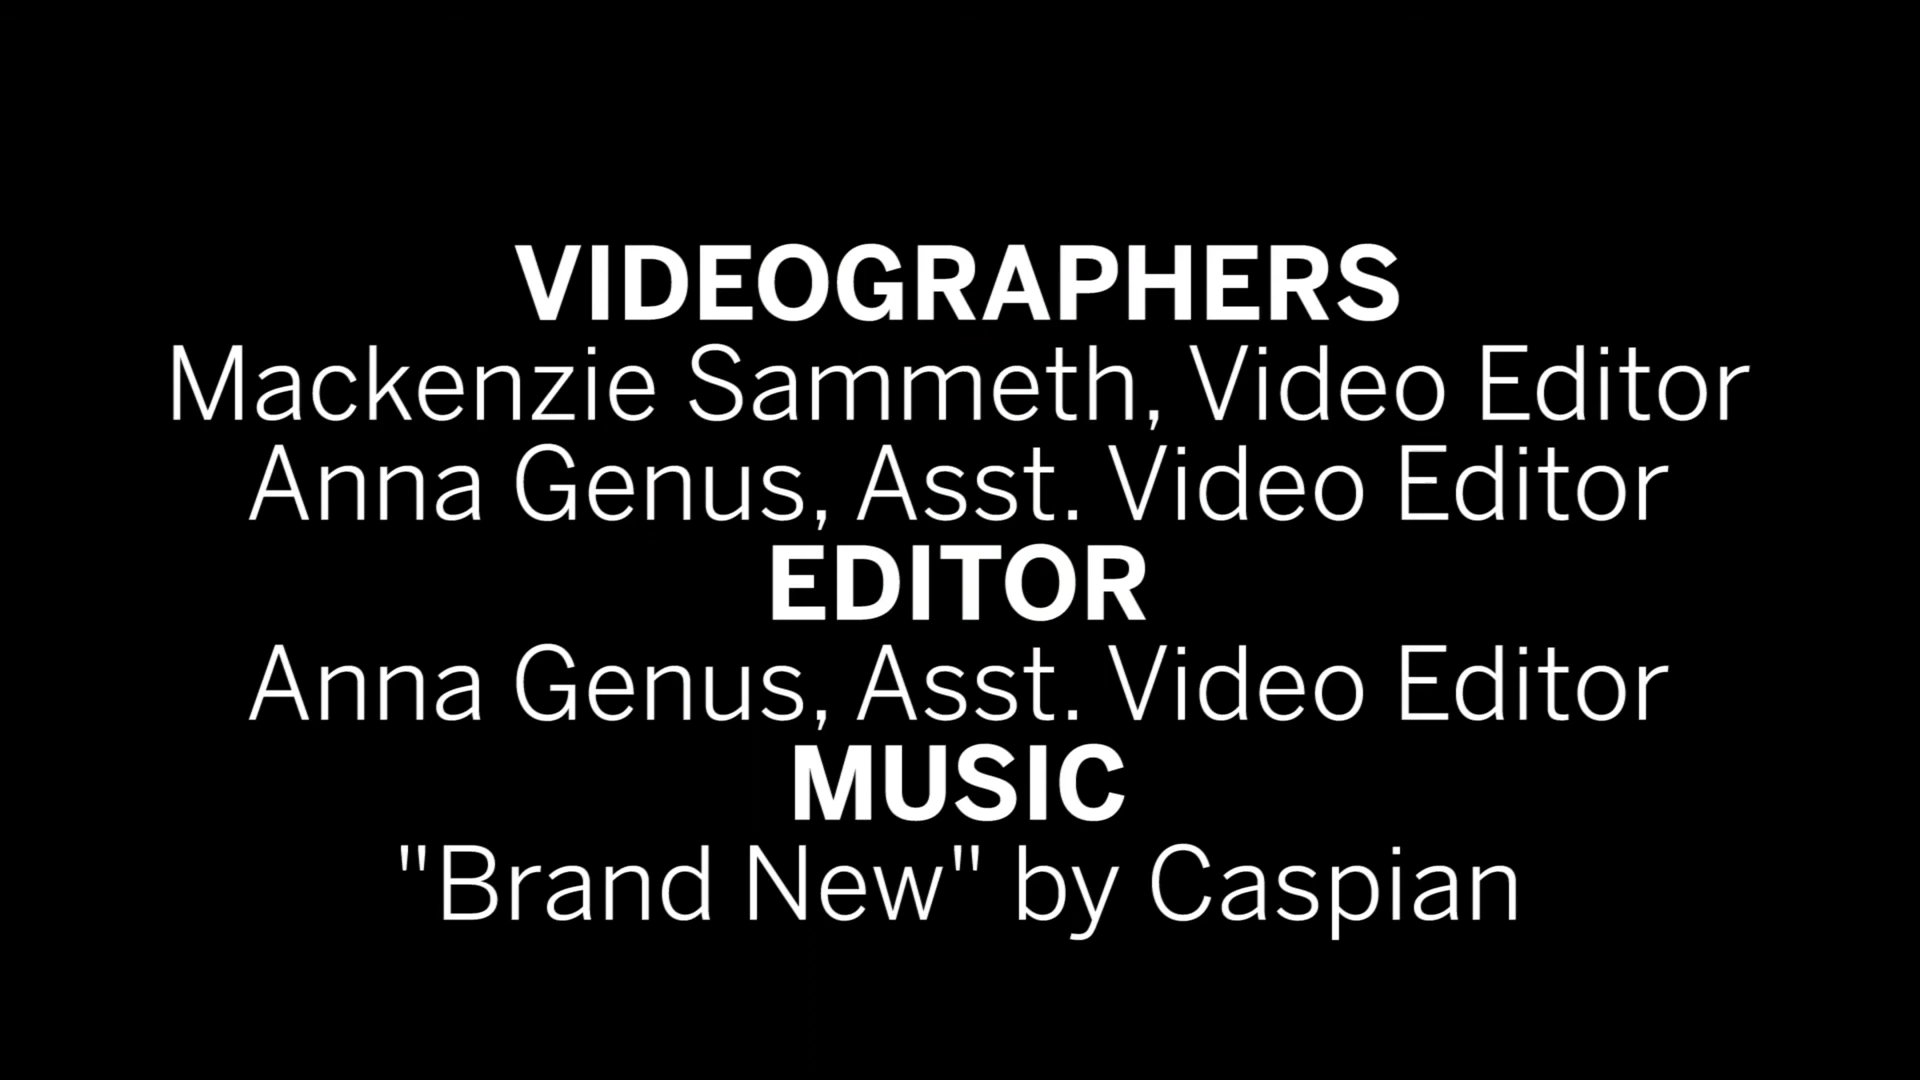 VIDEOGRAPHERS
Mackenzie Sammeth, Video Editor
Anna Genus, Asst. Video Editor
EDITOR
Anna Genus, Asst. Video Editor
MUSIC
"Brand New" by Caspian